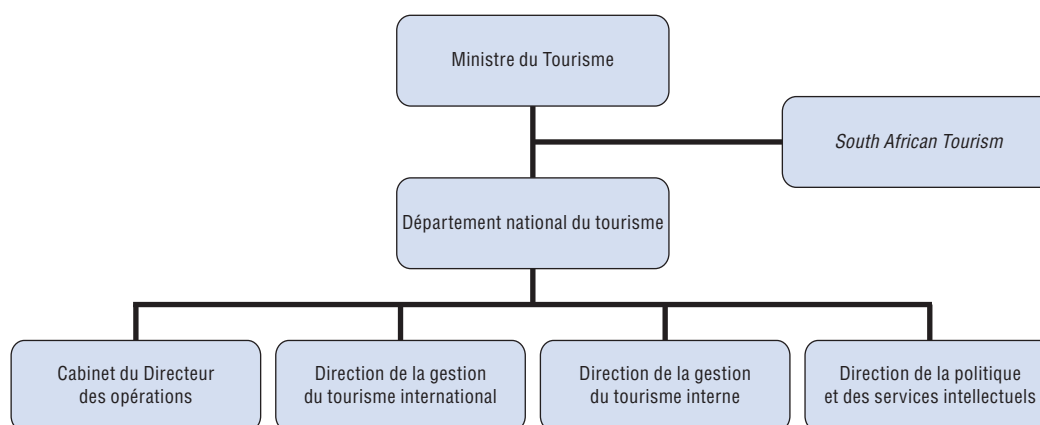 Ministre du Tourisme
South African Tourism
Département national du tourisme
Cabinet du Directeur
des opérations
Direction de la gestion
du tourisme international
Direction de la gestion
du tourisme interne
Direction de la politique
et des services intellectuels